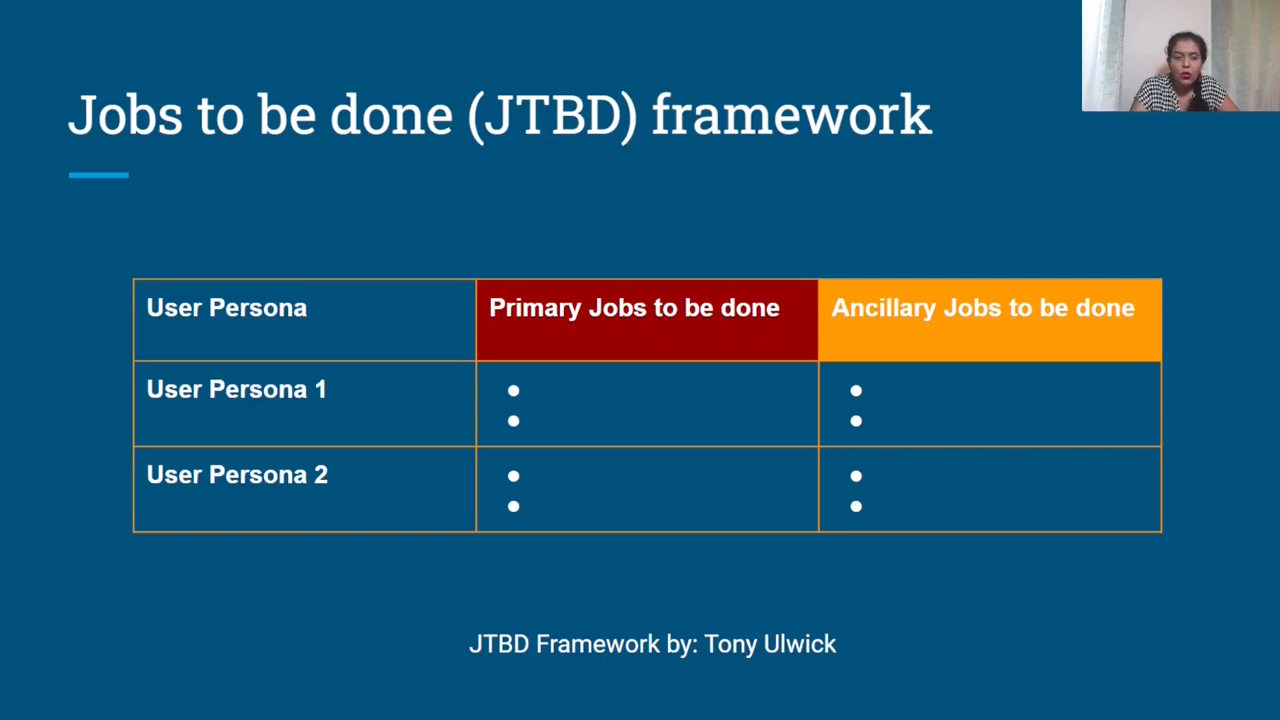 Jobs to be done (JTBD) framework
User Persona
Primary Jobs to be done
Ancillary Jobs to be done
User Persona 1
User Persona 2
JTBD Framework by: Tony Ulwick